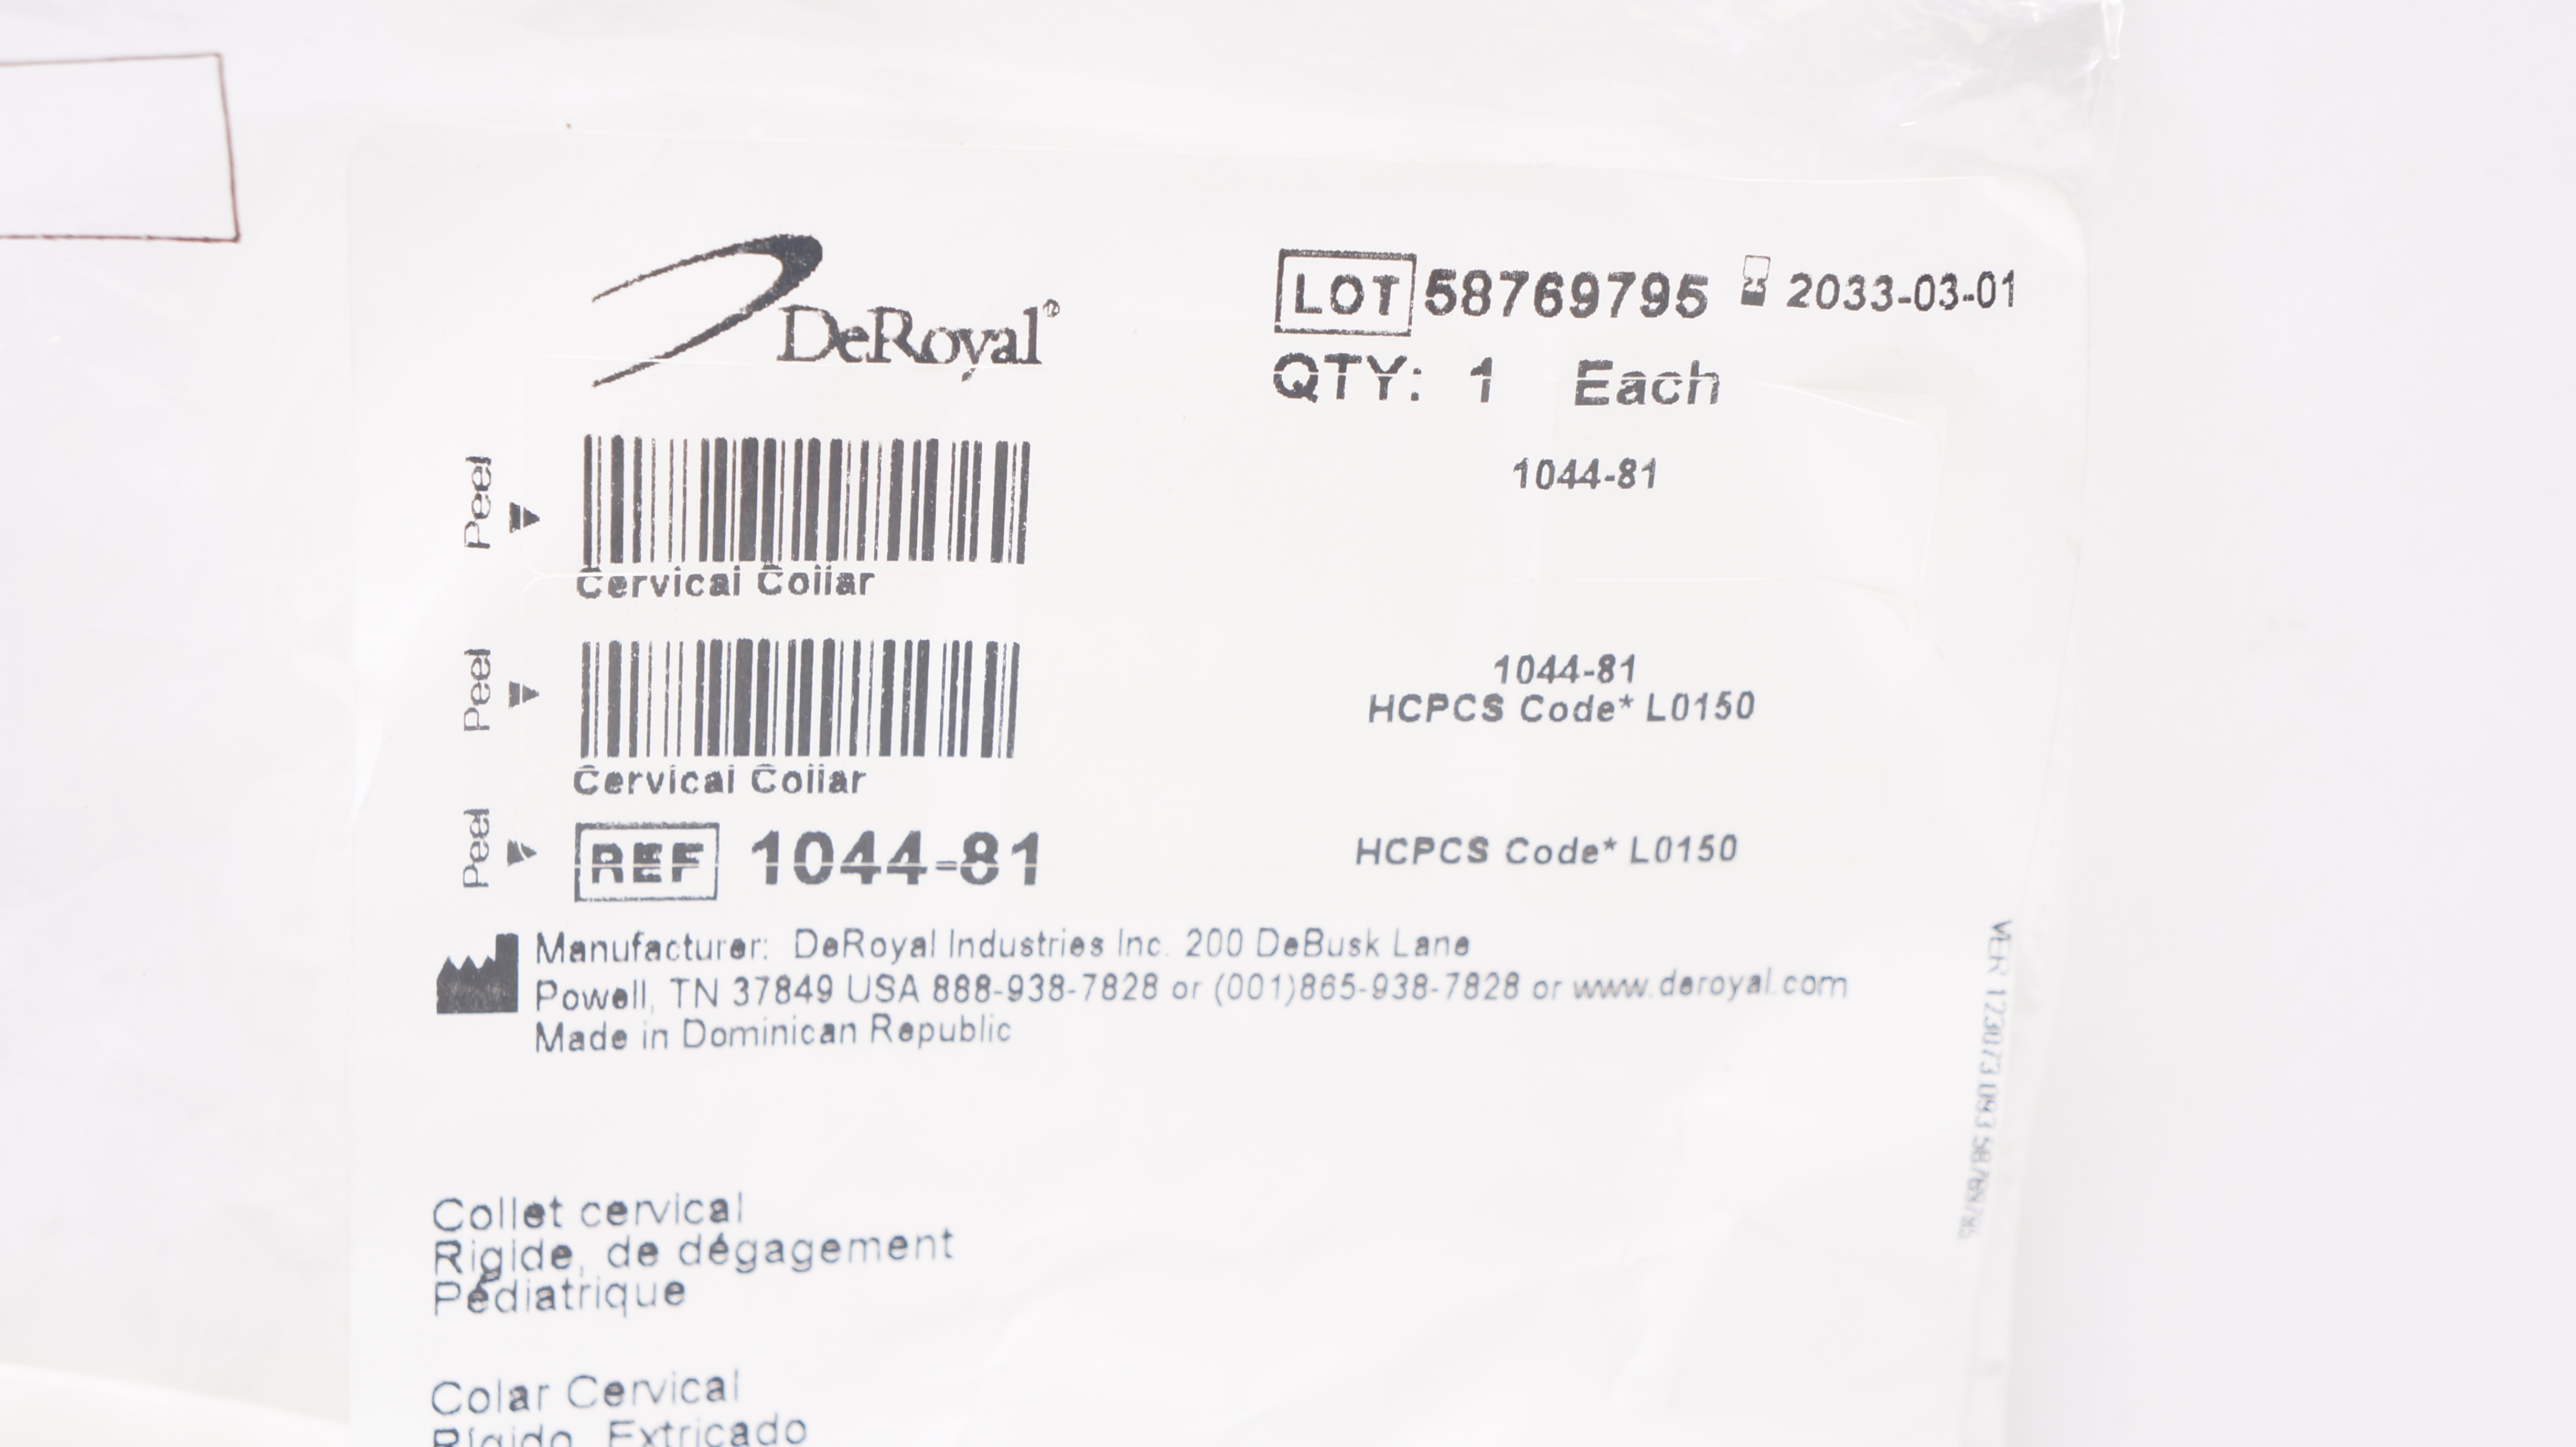 DeRoyal®
LOT 58769795 2033-03-01
QTY: 1 Each
Peel
1044-81
Cervical Collar
Peel
1044-81
HCPCS Code* L0150
Cervical Collar
Peel
REF 1044-81
HCPCS Code* L0150
Manufacturer: DeRoyal Industries Inc. 200 DeBusk Lane
Powell, TN 37849 USA 888-938-7828 or (001)865-938-7828 or www.deroyal.com
Made in Dominican Republic
Collet cervical
Rigide, de dégagement
Pédiatrique
Colar Cervical
Rígido, Extricado
VER